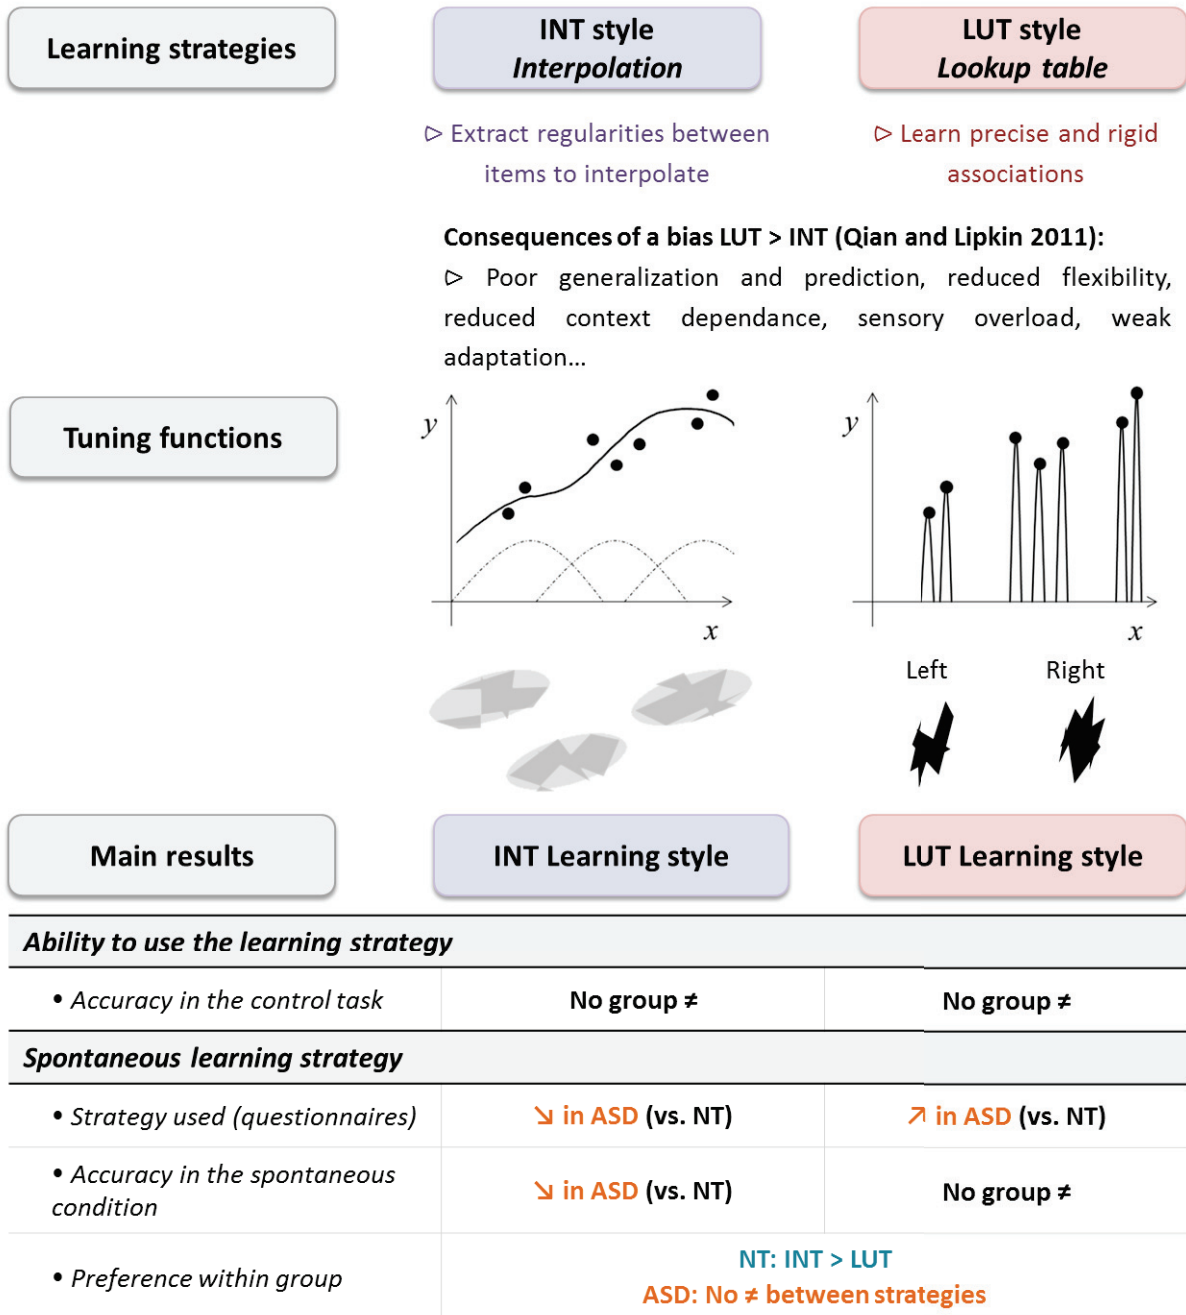 Learning strategies
INT style
Interpolation
LUT style
Lookup table
▷ Extract regularities between
items to interpolate
▷ Learn precise and rigid
associations
Consequences of a bias LUT > INT (Qian and Lipkin 2011):
▷ Poor generalization and prediction, reduced flexibility,
reduced context dependance, sensory overload, weak
adaptation...
Tuning functions
y
x
y
x
Left
Right
Main results
INT Learning style
LUT Learning style
Ability to use the learning strategy
• Accuracy in the control task
No group ≠
No group ≠
Spontaneous learning strategy
• Strategy used (questionnaires)
↘ in ASD (vs. NT)
↗ in ASD (vs. NT)
• Accuracy in the spontaneous
condition
↘ in ASD (vs. NT)
No group ≠
• Preference within group
NT: INT > LUT
ASD: No ≠ between strategies